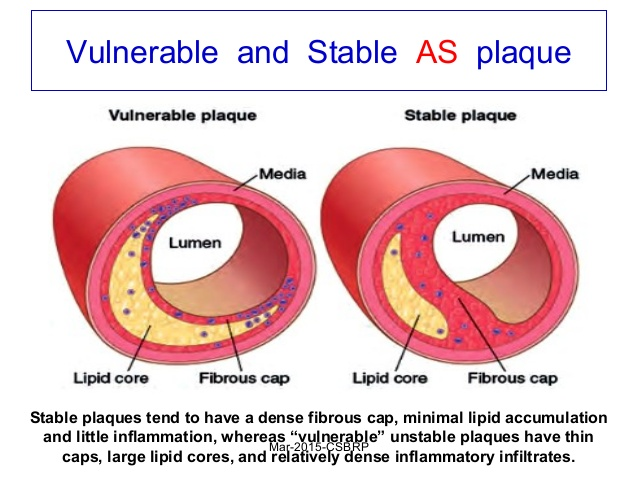 Vulnerable and Stable AS plaque
Vulnerable plaque
Stable plaque
Media
Media
Lumen
Lumen
Lipid core
Fibrous cap
Lipid core
Fibrous cap
Stable plaques tend to have a dense fibrous cap, minimal lipid accumulation
and little inflammation, whereas “vulnerable” unstable plaques have thin
Mar-2015-CSBRP
caps, large lipid cores, and relatively dense inflammatory infiltrates.